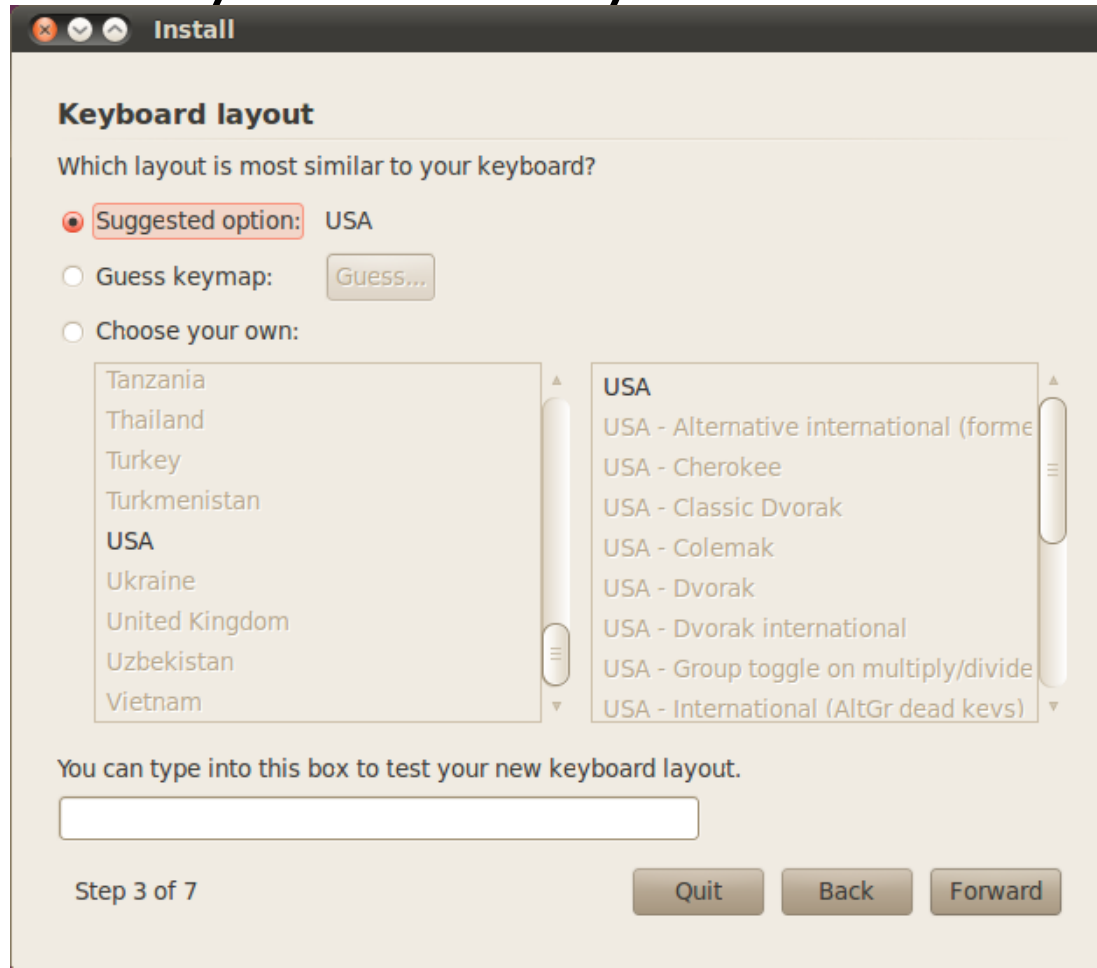 Install
Keyboard layout
Which layout is most similar to your keyboard?
Suggested option: USA
Guess keymap: Guess...
Choose your own:
Tanzania
Thailand
Turkey
Turkmenistan
USA
Ukraine
United Kingdom
Uzbekistan
Vietnam
USA
USA - Alternative international (forme
USA - Cherokee
USA - Classic Dvorak
USA - Colemak
USA - Dvorak
USA - Dvorak international
USA - Group toggle on multiply/divide
USA - International (AltGr dead keys)
You can type into this box to test your new keyboard layout.
Step 3 of 7
Quit Back Forward